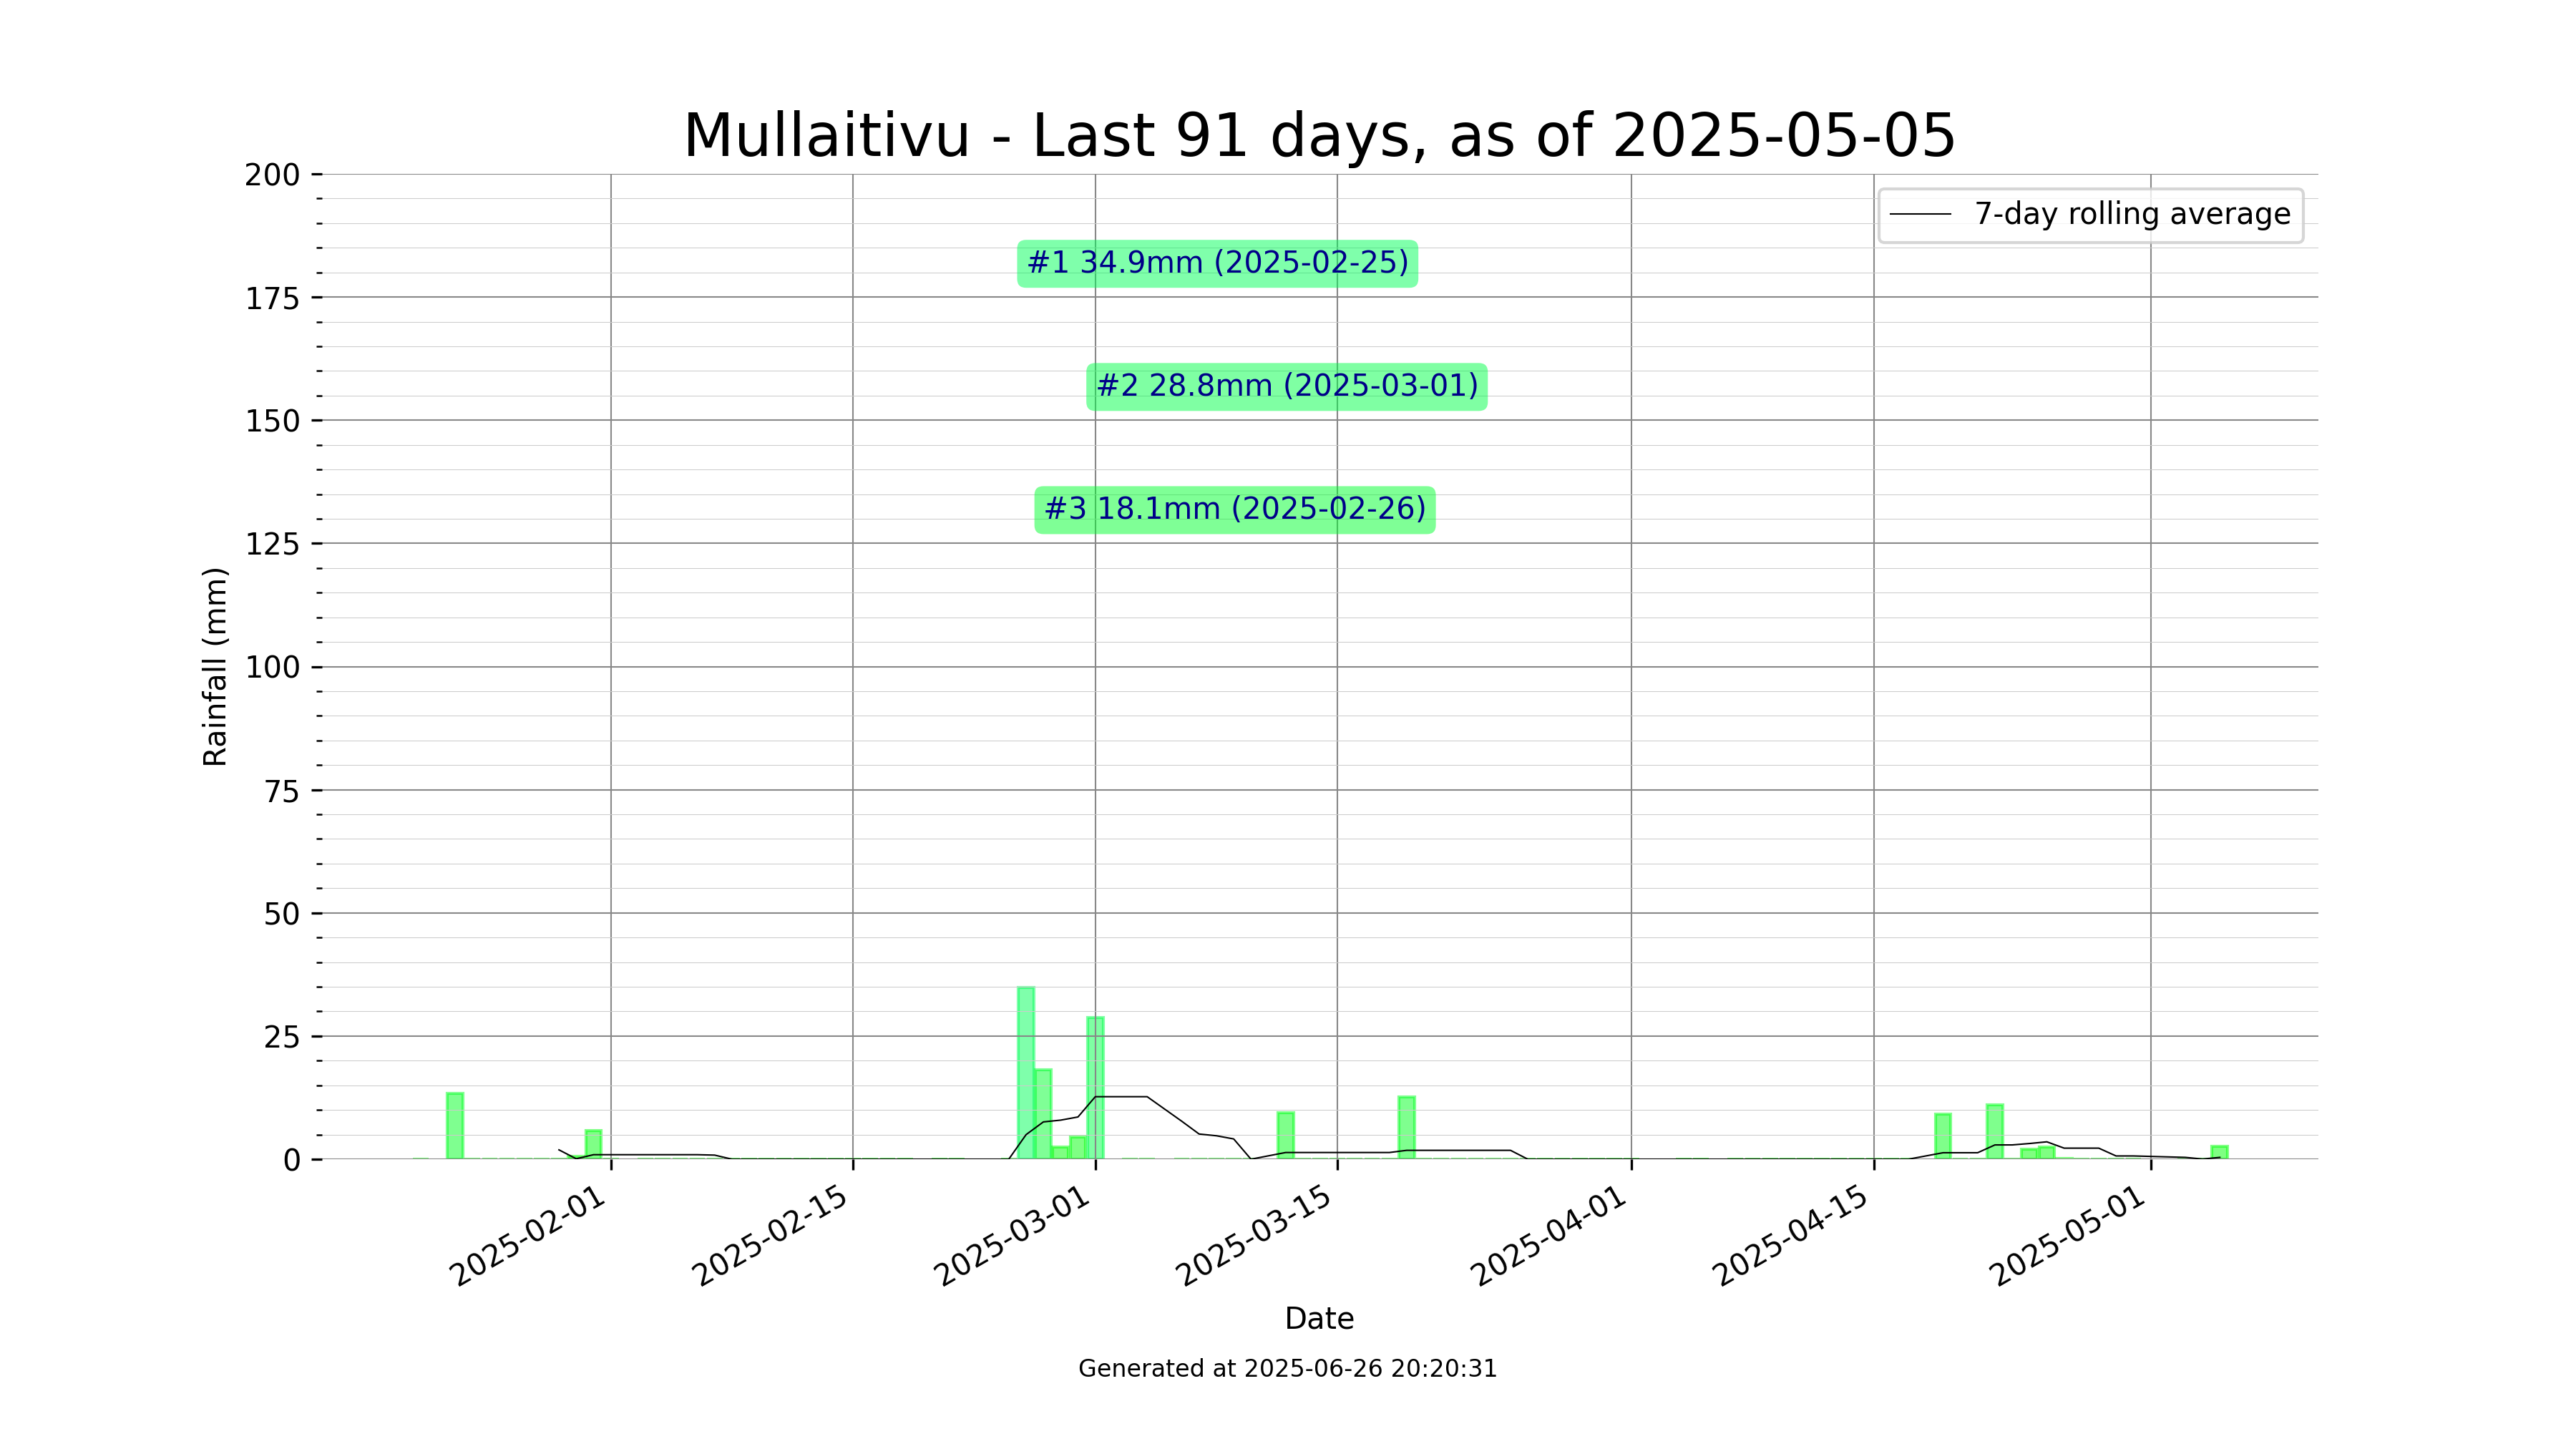 Mullaitivu - Last 91 days, as of 2025-05-05
200
175
150
125
100
75
50
25
0
Rainfall (mm)
7-day rolling average
#1 34.9mm (2025-02-25)
#2 28.8mm (2025-03-01)
#3 18.1mm (2025-02-26)
2025-02-01
2025-02-15
2025-03-01
2025-03-15
2025-04-01
2025-04-15
2025-05-01
Date
Generated at 2025-06-26 20:20:31